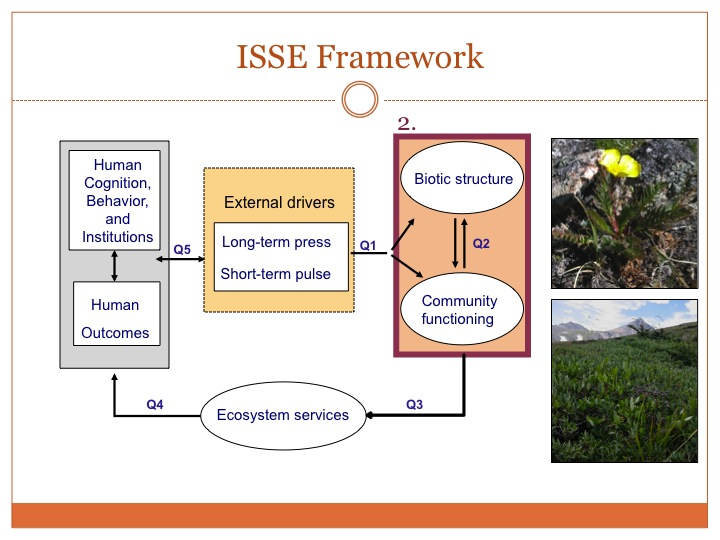 ISSE Framework
2.
Human
Cognition,
Behavior,
and
Institutions
Human
Outcomes
Q5
External drivers
Long-term press
Short-term pulse
Q1
Biotic structure
Q2
Community
functioning
Q4
Ecosystem services
Q3